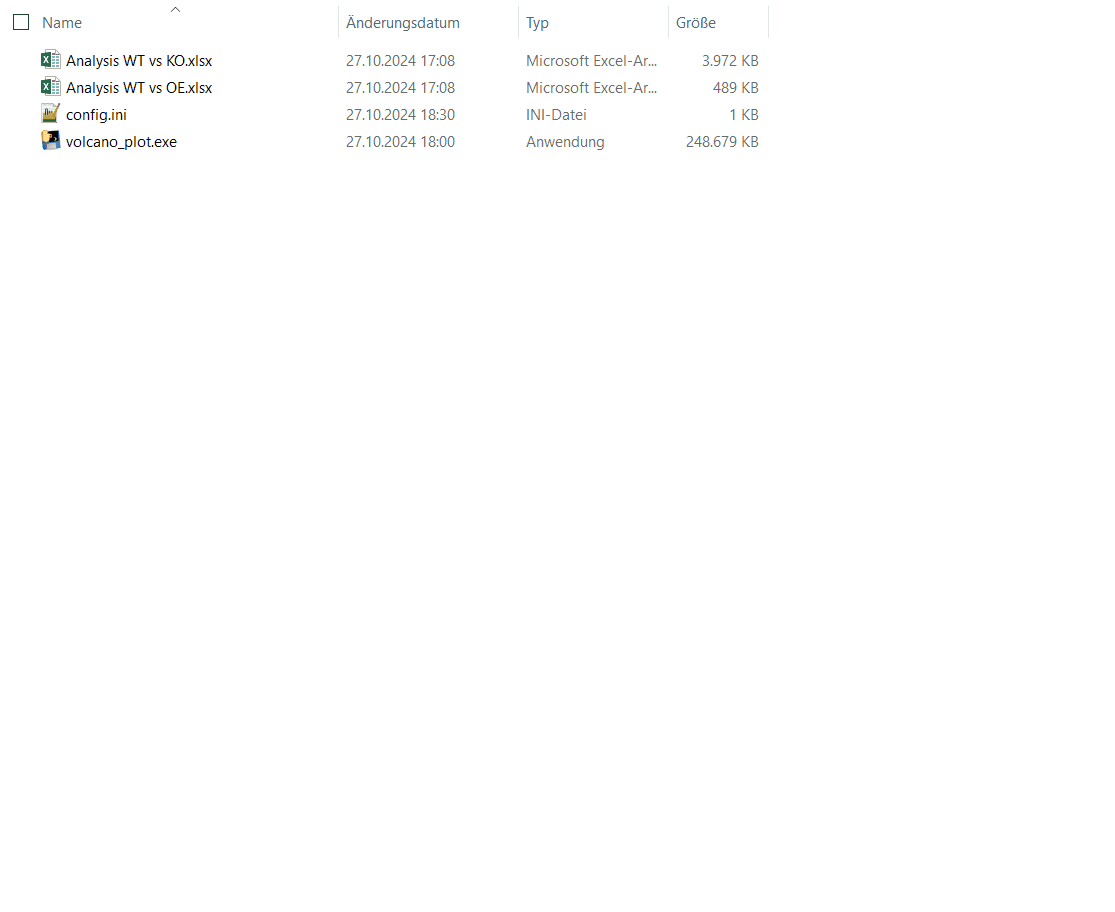 Name Änderungsdatum Typ Größe
Analysis WT vs KO.xlsx 27.10.2024 17:08 Microsoft Excel-Ar... 3.972 KB
Analysis WT vs OE.xlsx 27.10.2024 17:08 Microsoft Excel-Ar... 489 KB
config.ini 27.10.2024 18:30 INI-Datei 1 KB
volcano_plot.exe 27.10.2024 18:00 Anwendung 248.679 KB